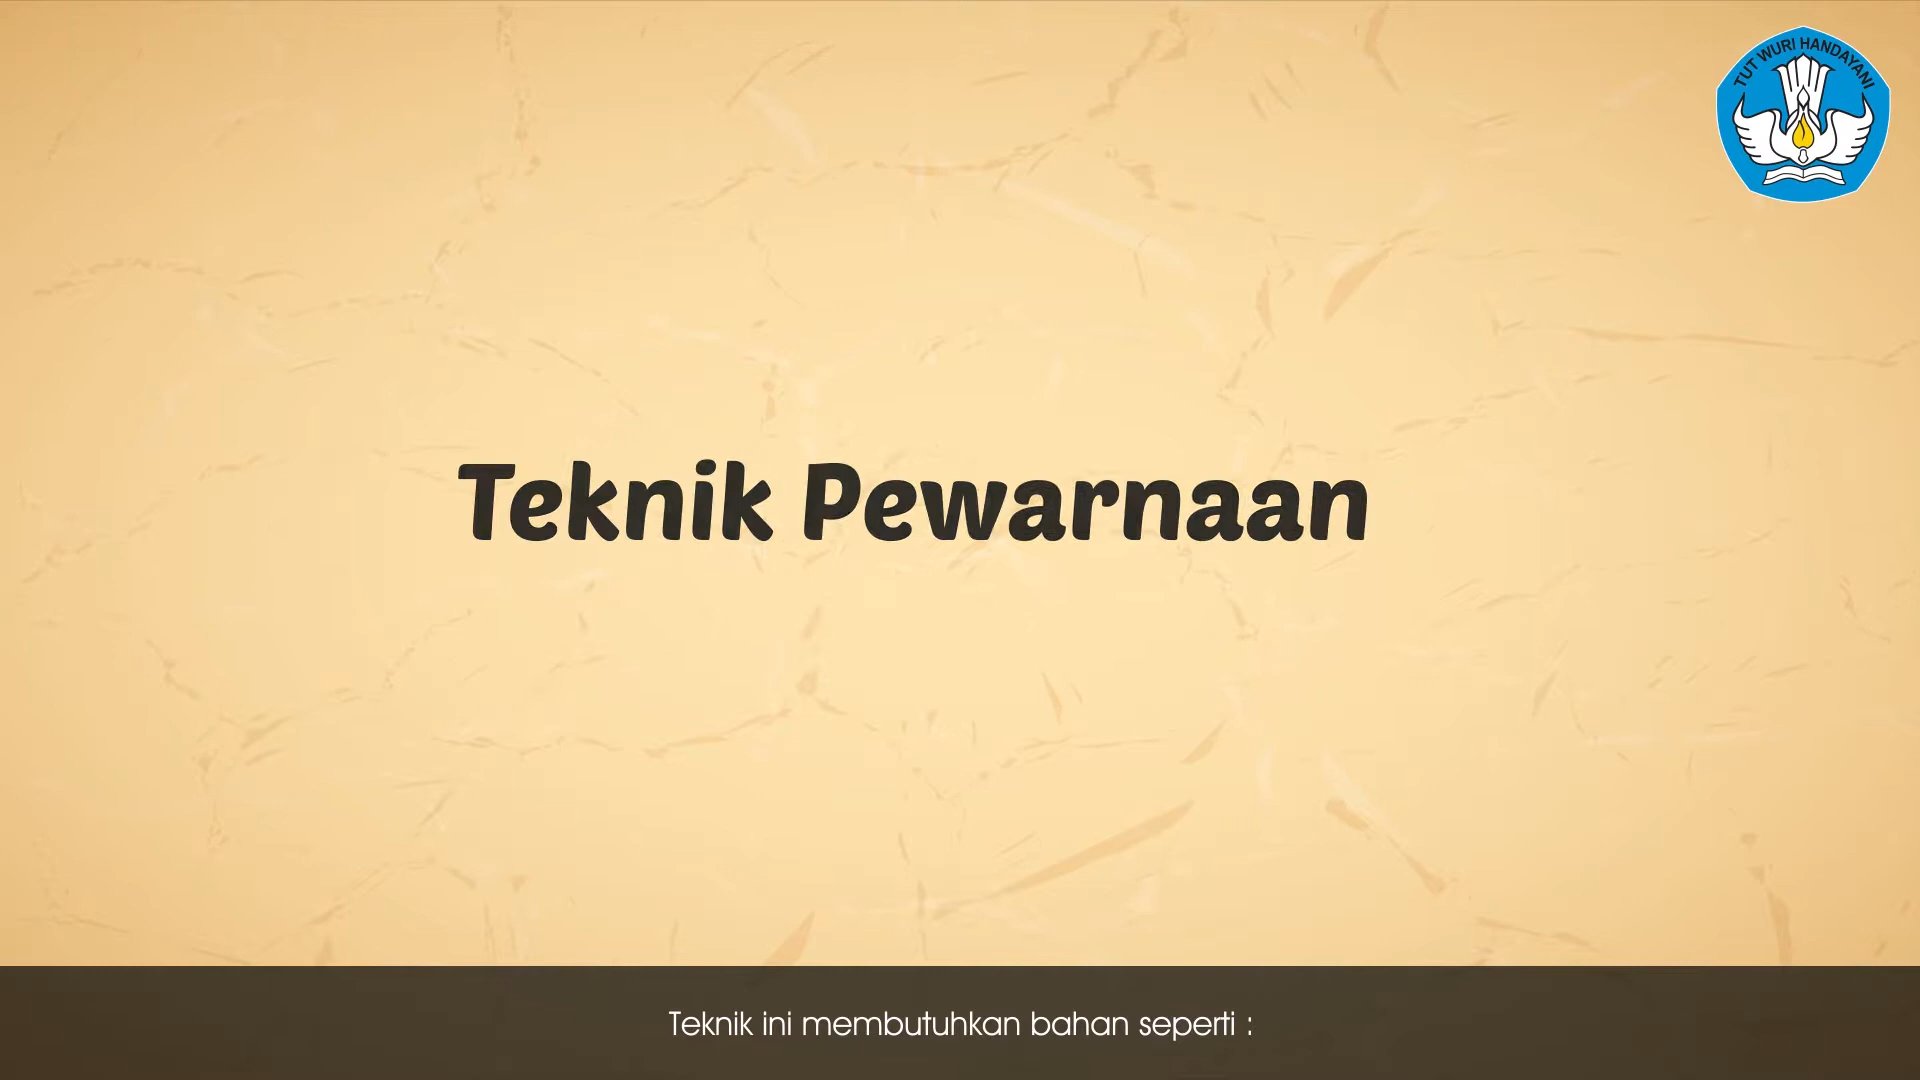 TUT WURI HANDAYANI
Teknik Pewarnaan
Teknik ini membutuhkan bahan seperti :